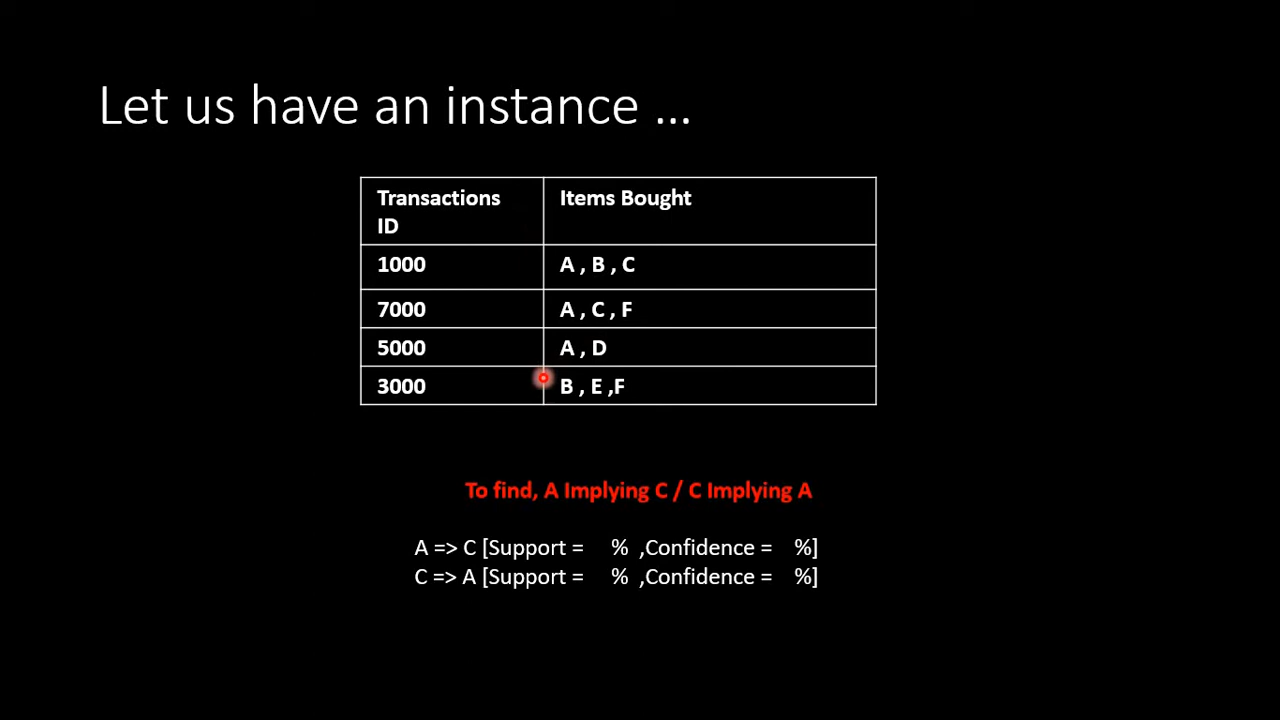 Let us have an instance ...
Transactions ID
Items Bought
1000
A , B , C
7000
A , C , F
5000
A , D
3000
B , E ,F
To find, A Implying C / C Implying A
A => C [Support = % ,Confidence = %]
C => A [Support = % ,Confidence = %]